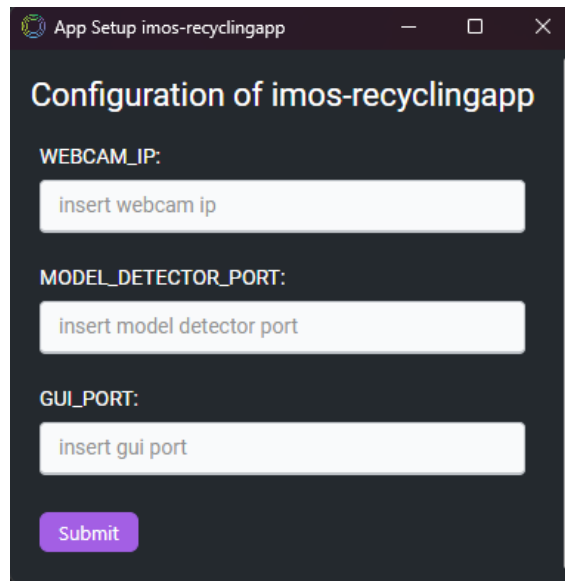 App Setup imos-recyclingapp
Configuration of imos-recyclingapp
WEBCAM_IP:
insert webcam ip
MODEL_DETECTOR_PORT:
insert model detector port
GUI_PORT:
insert gui port
Submit